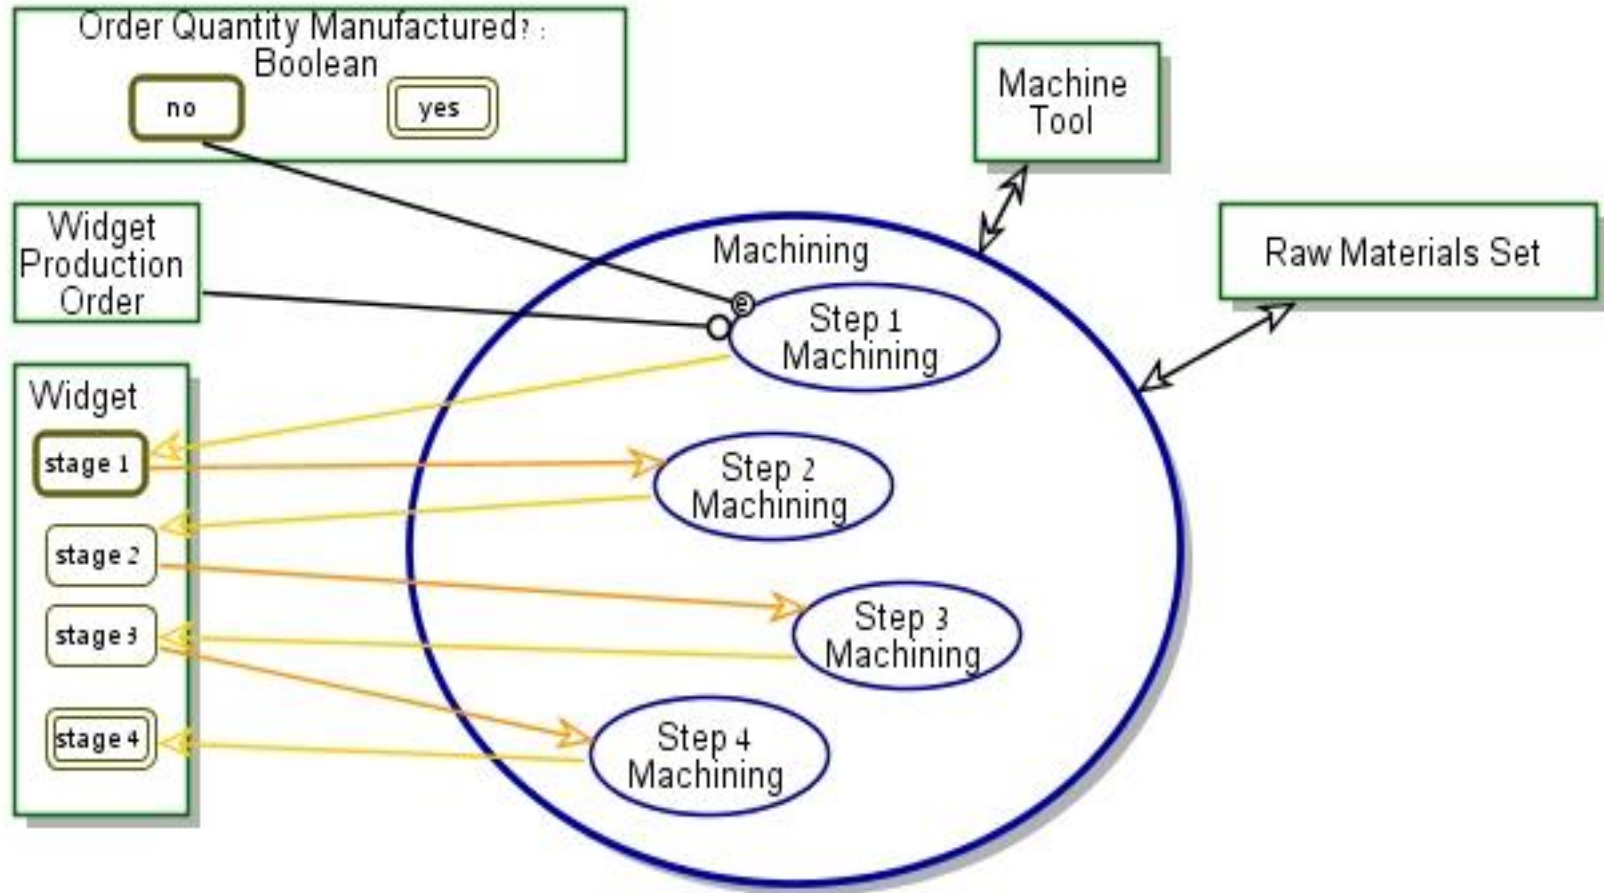 Order Quantity Manufactured? :
Boolean
no
yes
Machine
Tool
Widget
Production
Order
Machining
Raw Materials Set
e
Step 1
Machining
Widget
stage 1
Step 2
Machining
stage 2
Step 3
Machining
stage 3
Step 4
Machining
stage 4